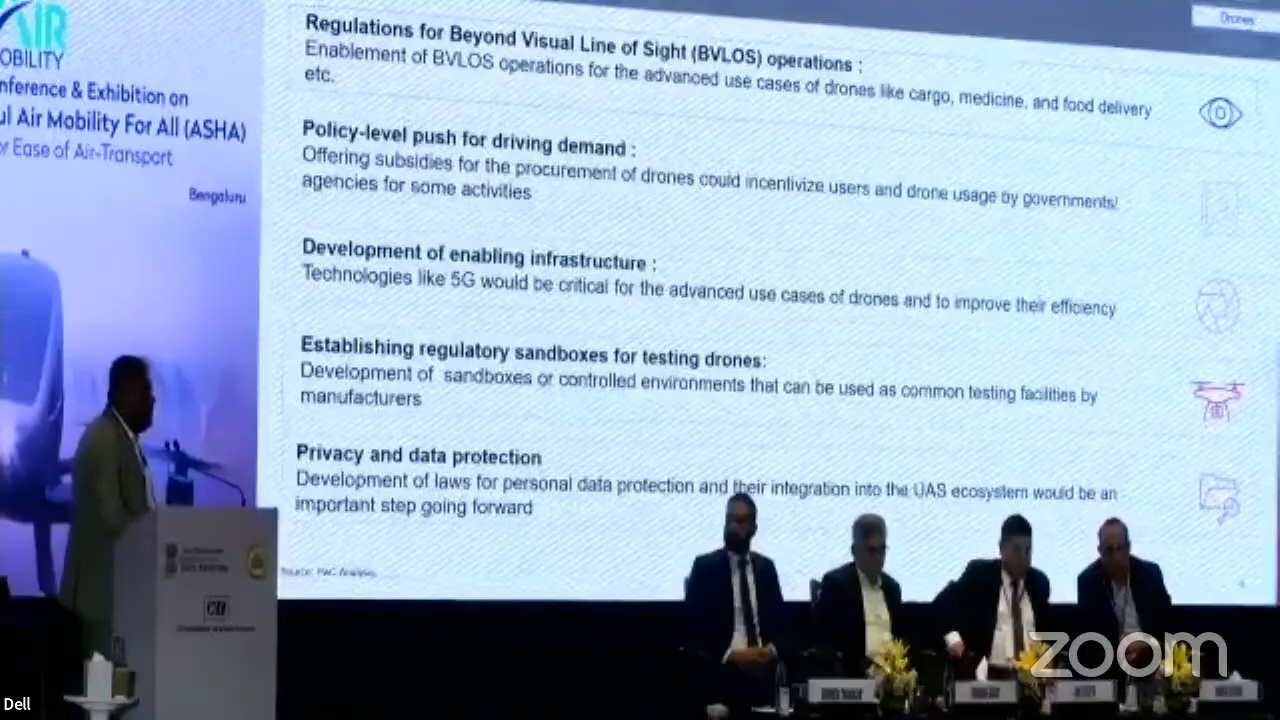 AIR
OBILITY
nference & Exhibition on
ul Air Mobility For All (ASHA)
or Ease of Air-Transport
Bengaluru
Drones
Regulations for Beyond Visual Line of Sight (BVLOS) operations :
Enablement of BVLOS operations for the advanced use cases of drones like cargo, medicine, and food delivery
etc.
Policy-level push for driving demand :
Offering subsidies for the procurement of drones could incentivize users and drone usage by governments/
agencies for some activities
Development of enabling infrastructure :
Technologies like 5G would be critical for the advanced use cases of drones and to improve their efficiency
Establishing regulatory sandboxes for testing drones:
Development of sandboxes or controlled environments that can be used as common testing facilities by
manufacturers
Privacy and data protection
Development of laws for personal data protection and their integration into the UAS ecosystem would be an
important step going forward
Source: PwC Analysis
CII
zoom
Dell